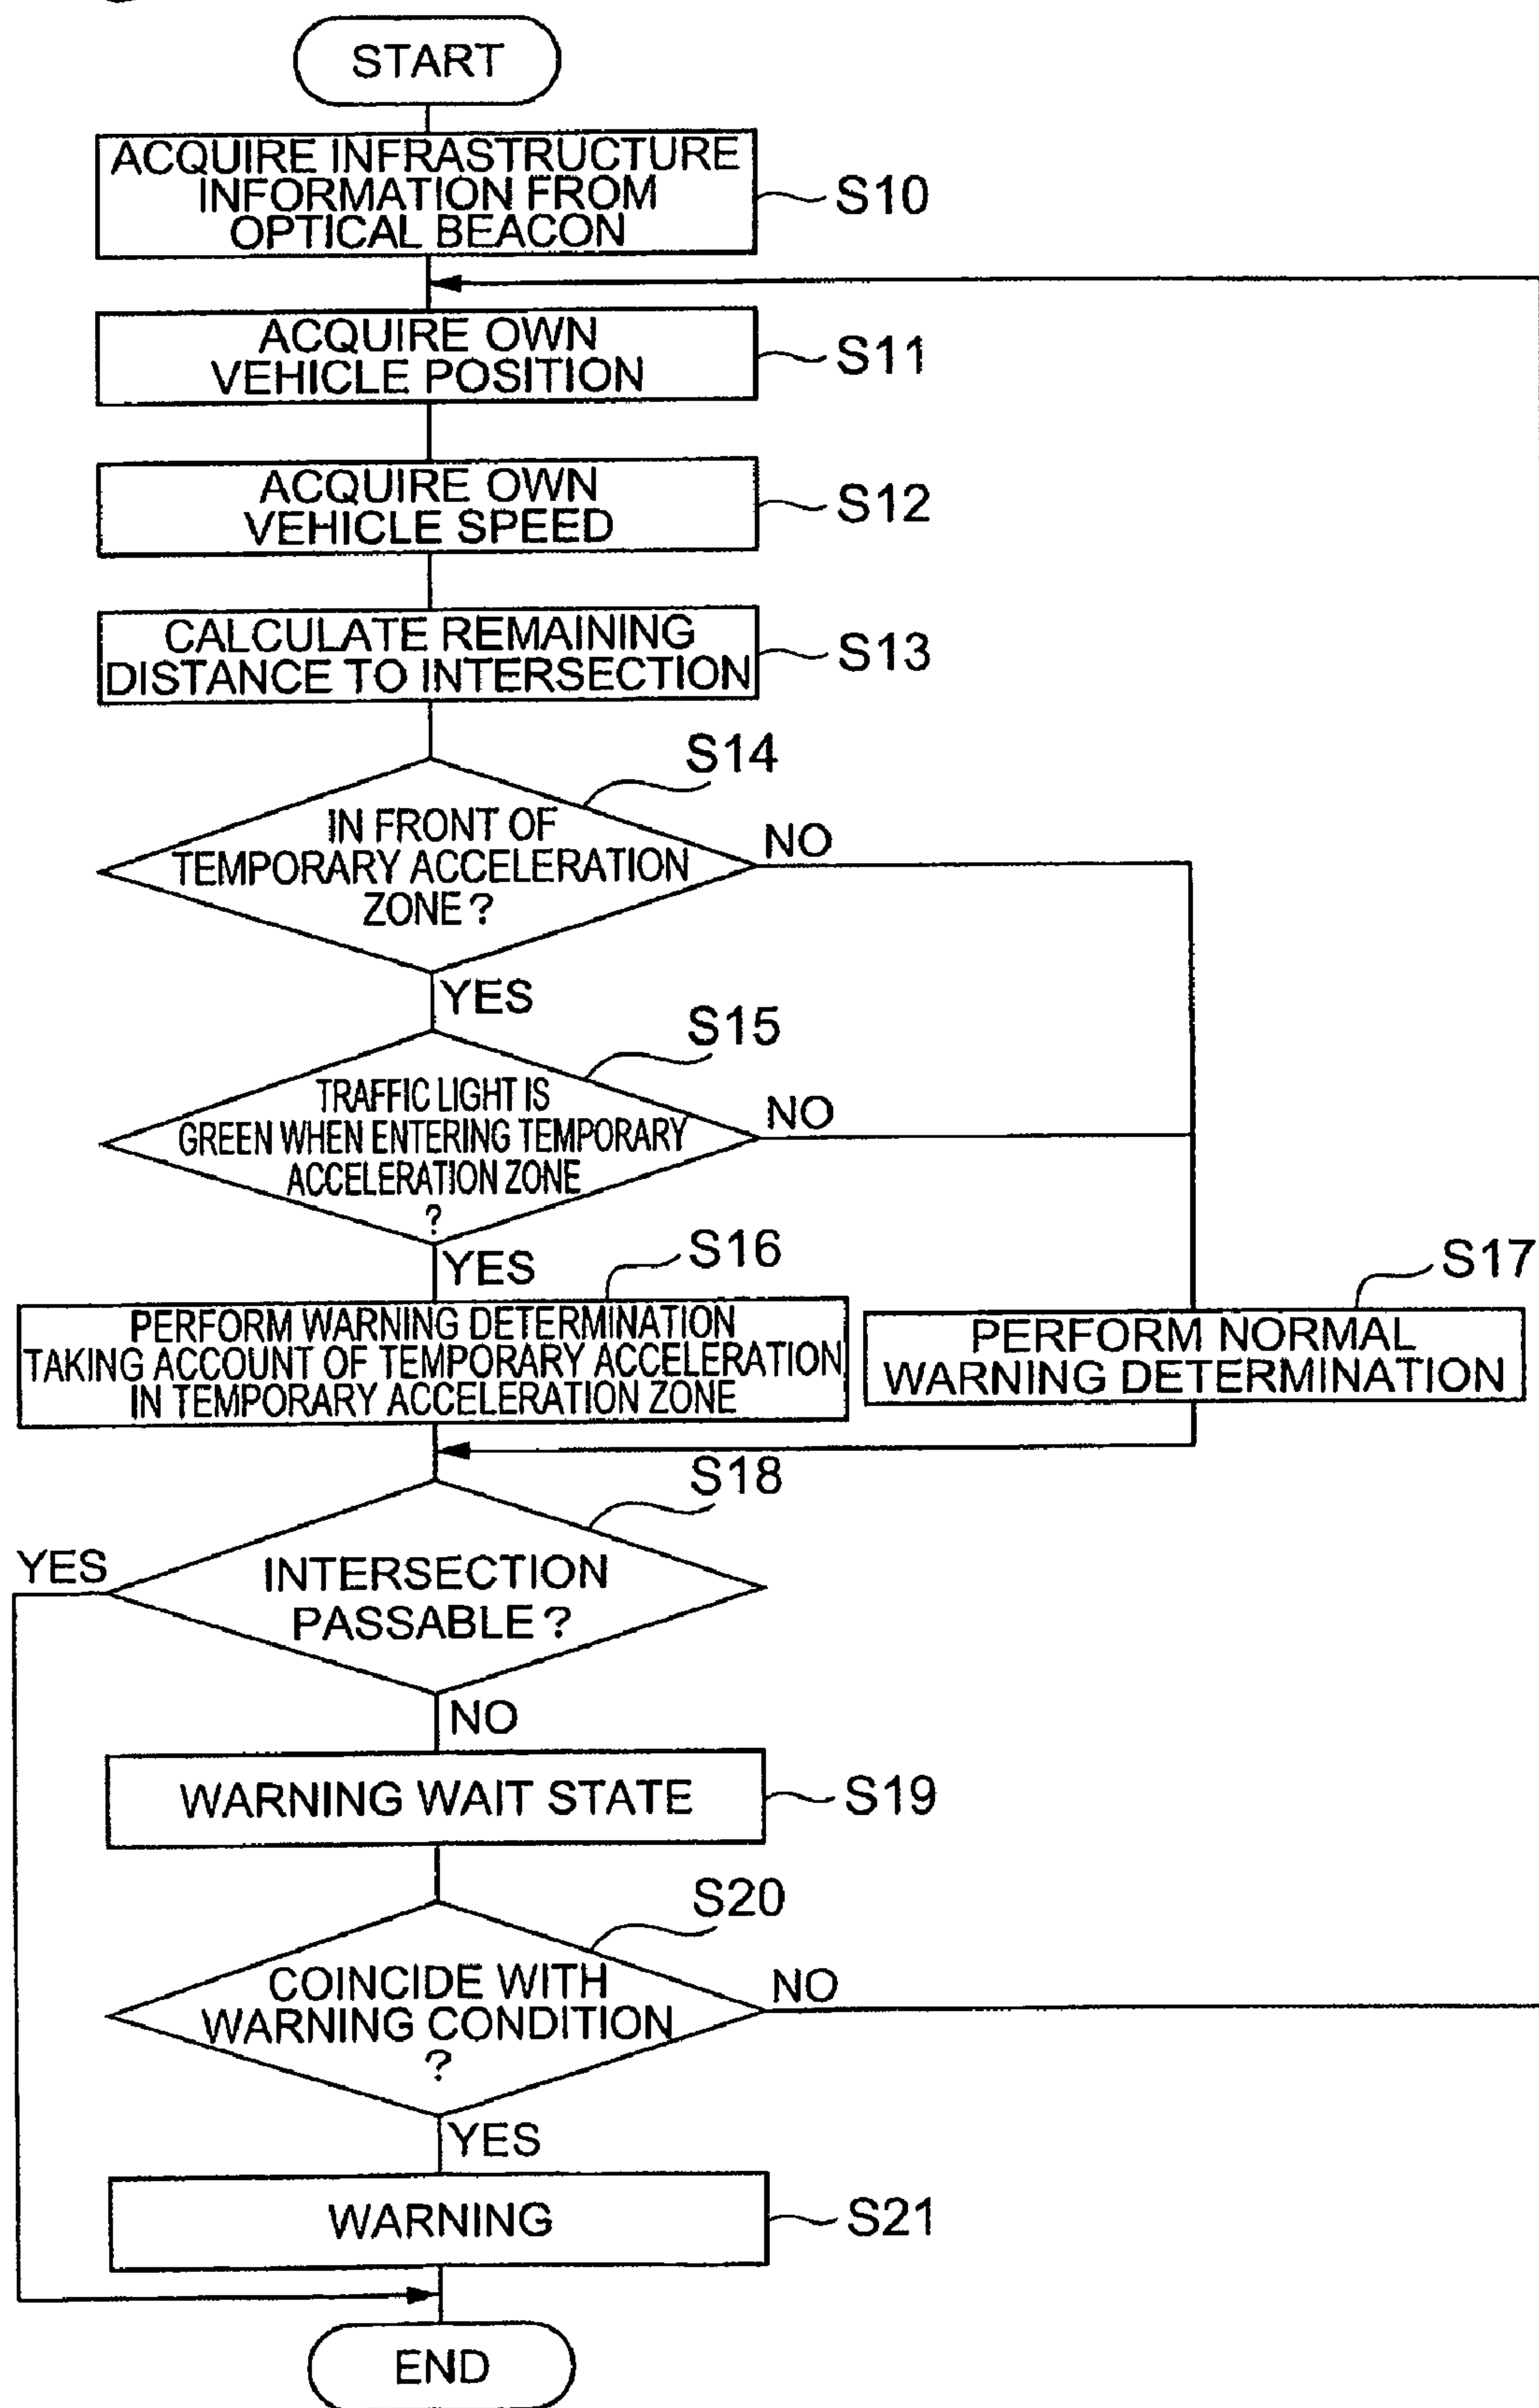 START
ACQUIRE INFRASTRUCTURE
INFORMATION FROM
OPTICAL BEACON
S10
ACQUIRE OWN
VEHICLE POSITION
S11
ACQUIRE OWN
VEHICLE SPEED
S12
CALCULATE REMAINING
DISTANCE TO INTERSECTION
S13
S14
IN FRONT OF
TEMPORARY ACCELERATION
ZONE?
NO
YES
S15
TRAFFIC LIGHT IS
GREEN WHEN ENTERING TEMPORARY
ACCELERATION ZONE
?
NO
YES
S16
PERFORM WARNING DETERMINATION
TAKING ACCOUNT OF TEMPORARY ACCELERATION
IN TEMPORARY ACCELERATION ZONE
S17
PERFORM NORMAL
WARNING DETERMINATION
S18
INTERSECTION
PASSABLE?
YES
NO
WARNING WAIT STATE
S19
S20
COINCIDE WITH
WARNING CONDITION
?
NO
YES
WARNING
S21
END